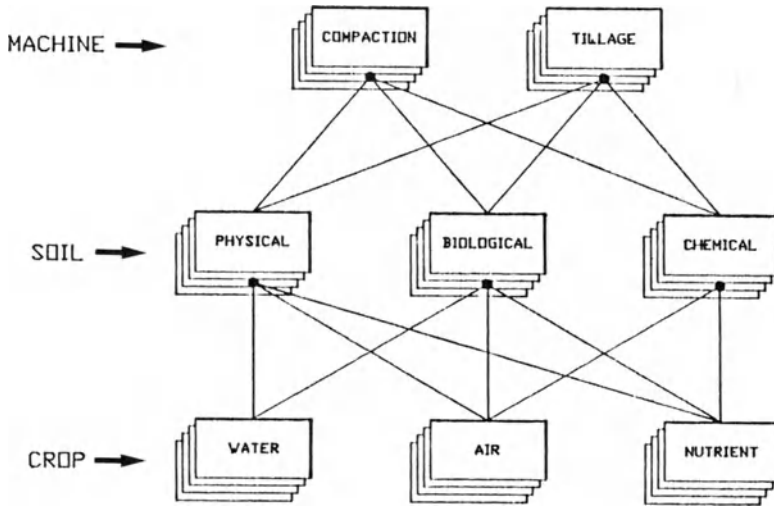 MACHINE
COMPACTION
TILLAGE
SOIL
PHYSICAL
BIOLOGICAL
CHEMICAL
CROP
WATER
AIR
NUTRIENT